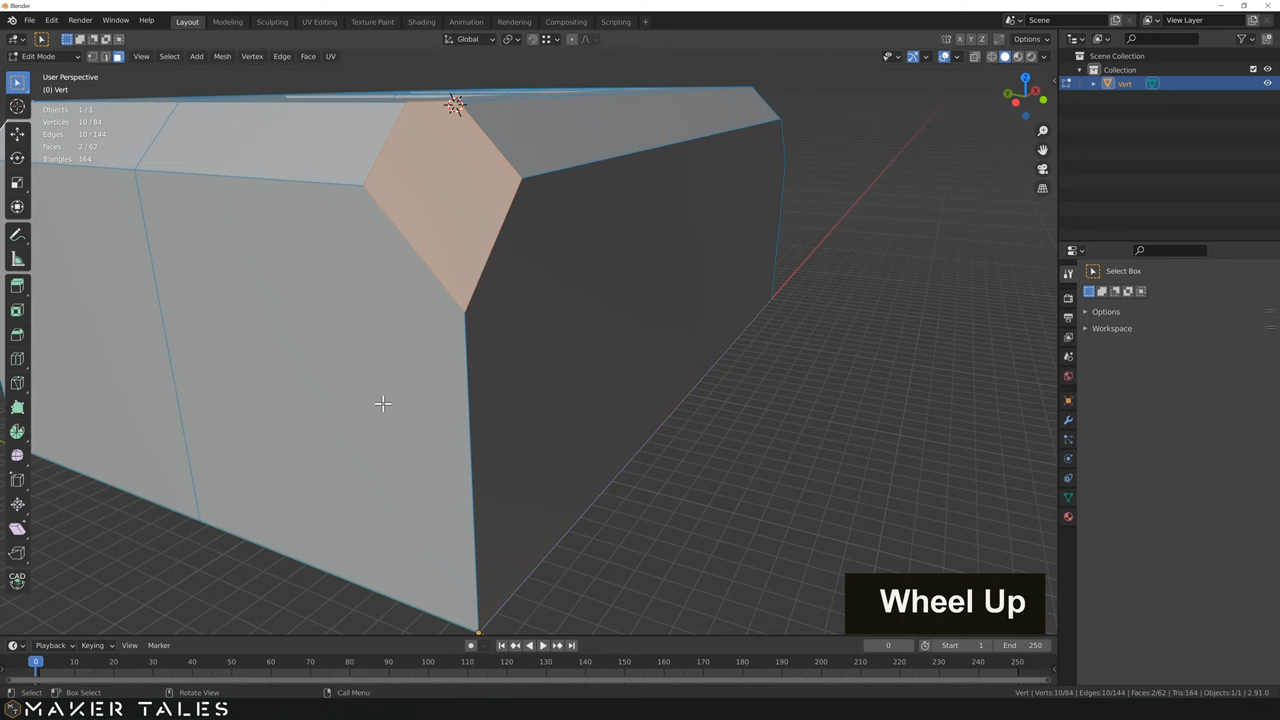 Blender
File Edit Render Window Help Layout Modeling Sculpting UV Editing Texture Paint Shading Animation Rendering Compositing Scripting + Scene View Layer
Global X Y Z Options
Edit Mode View Select Add Mesh Vertex Edge Face UV
Scene Collection
Collection
Vert
User Perspective
(0) Vert
Objects 1 / 1
Vertices 10 / 84
Edges 10 / 144
Faces 2 / 62
Triangles 164
Z
X
Y
Select Box
Options
Workspace
CAD
Wheel Up
Playback Keying View Marker 0 Start 1 End 250
0 10 20 30 40 50 60 70 80 90 100 110 120 130 140 150 160 170 180 190 200 210 220 230 240 250
Select Box Select Rotate View Call Menu Vert | Verts:10/84 | Edges:10/144 | Faces:2/62 | Tris:164 | Objects:1/1 | 2.91.0
MAKER TALES